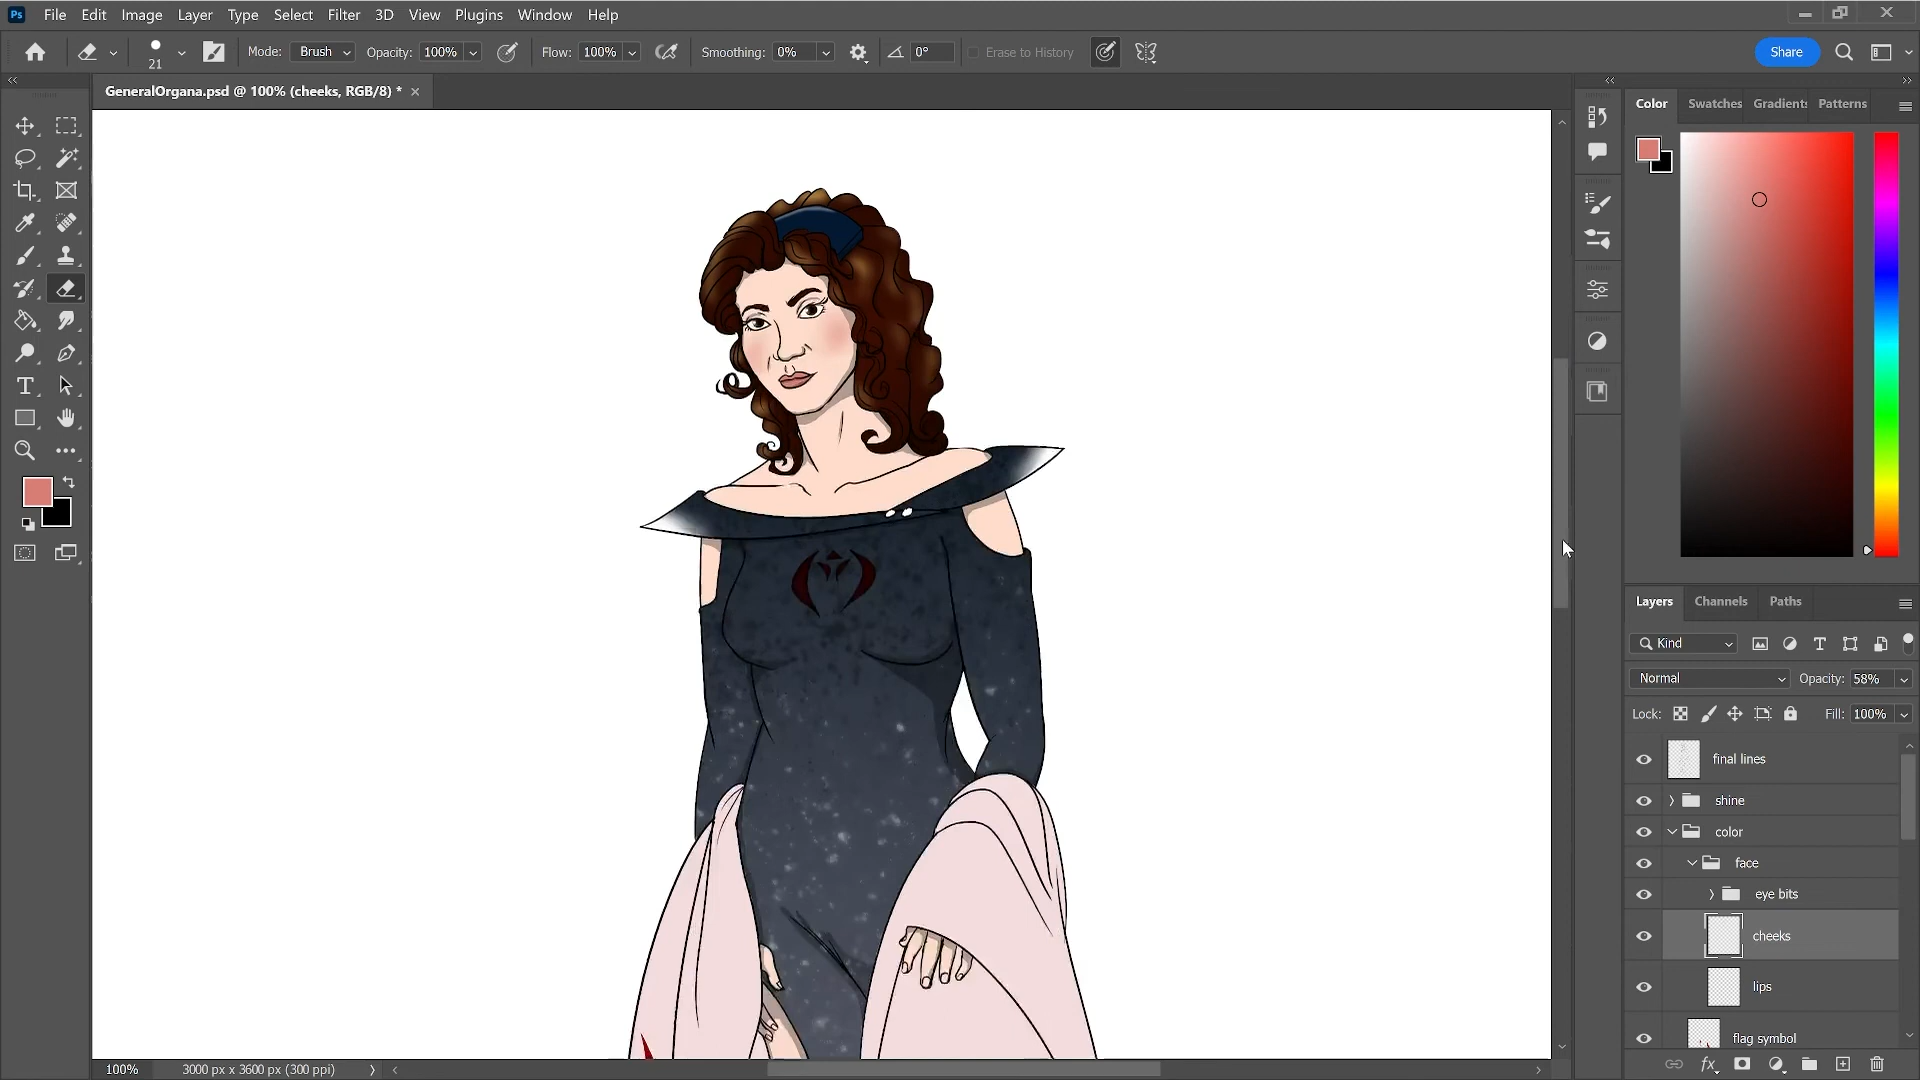 Ps File Edit Image Layer Type Select Filter 3D View Plugins Window Help
21 Mode: Brush Opacity: 100% Flow: 100% Smoothing: 0% 0° Erase to History Share
GeneralOrgana.psd @ 100% (cheeks, RGB/8) *
Color Swatches Gradients Patterns
Layers Channels Paths
Kind
Normal Opacity: 58%
Lock: Fill: 100%
final lines
shine
color
face
eye bits
cheeks
lips
flag symbol
fx
100% 3000 px x 3600 px (300 ppi)